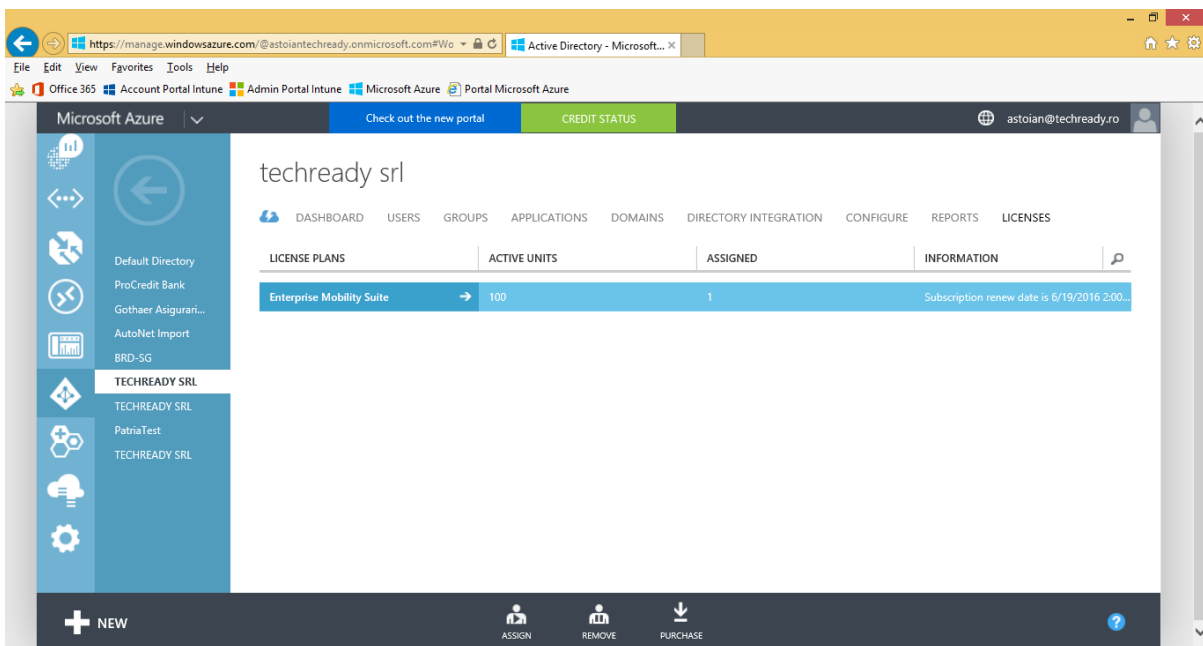 https://manage.windowsazure.com/@astoiantechready.onmicrosoft.com#Wo
Active Directory - Microsoft...
File Edit View Favorites Tools Help
Office 365 Account Portal Intune Admin Portal Intune Microsoft Azure Portal Microsoft Azure
Microsoft Azure Check out the new portal CREDIT STATUS astoian@techready.ro
techready srl
DASHBOARD USERS GROUPS APPLICATIONS DOMAINS DIRECTORY INTEGRATION CONFIGURE REPORTS LICENSES
Default Directory
ProCredit Bank
Gothaer Asigurari...
AutoNet Import
BRD-SG
TECHREADY SRL
TECHREADY SRL
PatriaTest
TECHREADY SRL
LICENSE PLANS ACTIVE UNITS ASSIGNED INFORMATION
Enterprise Mobility Suite 100 1 Subscription renew date is 6/19/2016 2:00...
NEW ASSIGN REMOVE PURCHASE ?